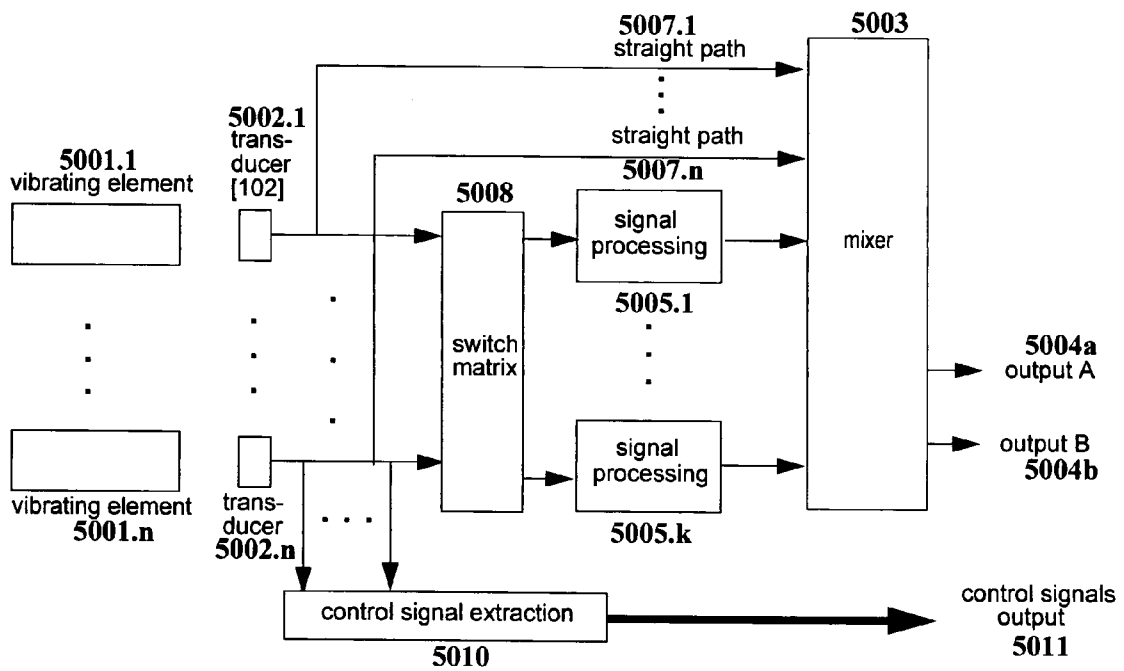 5007.1
straight path
5003
5002.1
trans-
ducer
[102]
straight path
5007.n
5001.1
vibrating element
5008
signal
processing
mixer
5005.1
switch
matrix
5004a
output A
signal
processing
output B
5004b
vibrating element
5001.n
trans-
ducer
5002.n
5005.k
control signal extraction
5010
control signals
output
5011